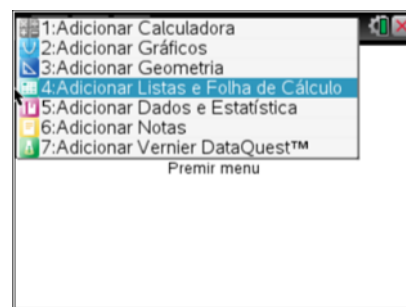 1:Adicionar Calculadora
2:Adicionar Gráficos
3:Adicionar Geometria
4:Adicionar Listas e Folha de Cálculo
5:Adicionar Dados e Estatística
6:Adicionar Notas
7:Adicionar Vernier DataQuest™
Premir menu